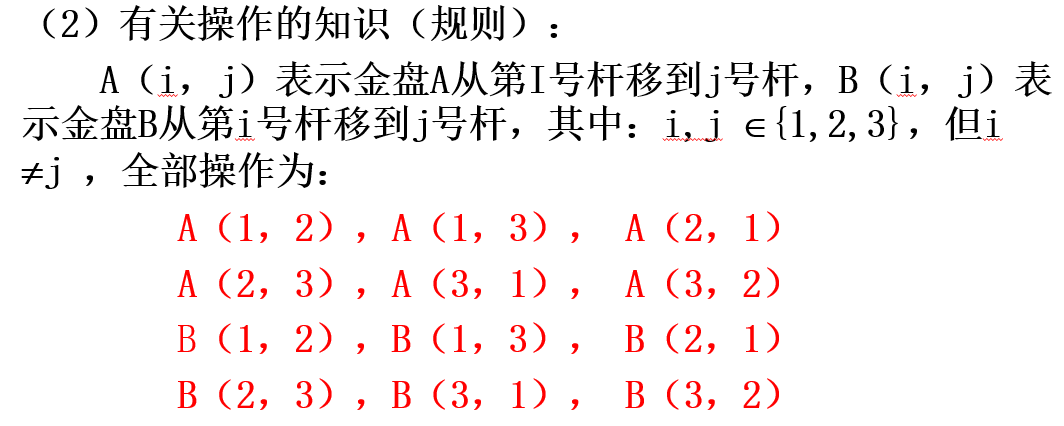 （2）有关操作的知识（规则）：
A（i，j）表示金盘A从第I号杆移到j号杆，B（i，j）表
示金盘B从第i号杆移到j号杆，其中：i,j ∈{1,2,3}，但i
≠j ，全部操作为：
A（1，2），A（1，3）， A（2，1）
A（2，3），A（3，1）， A（3，2）
B（1，2），B（1，3）， B（2，1）
B（2，3），B（3，1）， B（3，2）